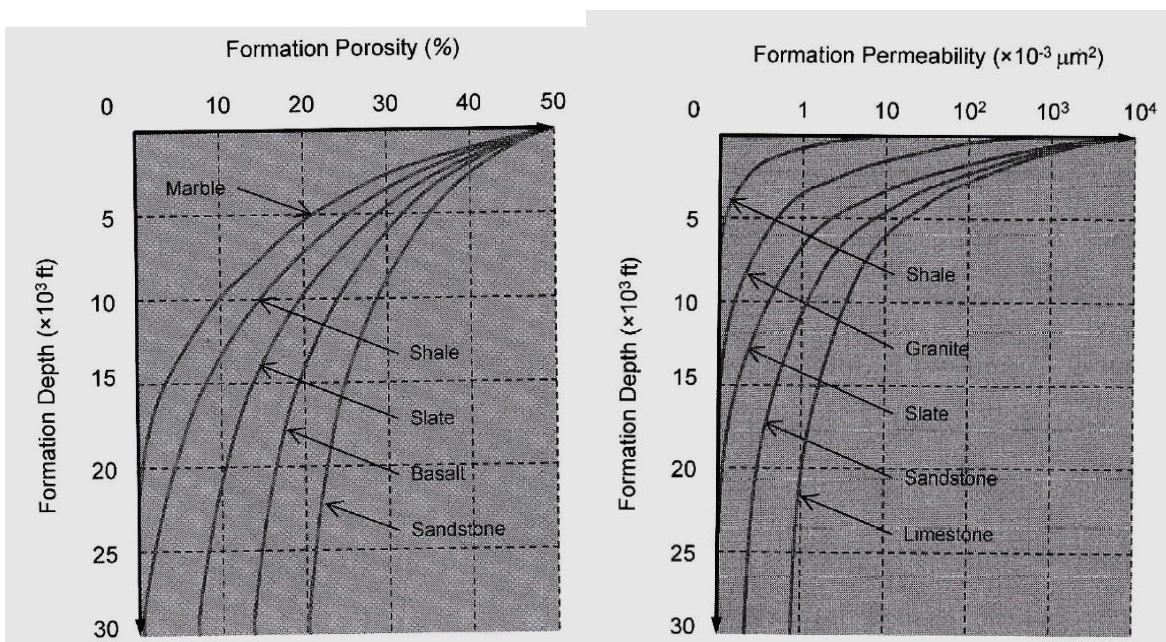 Formation Porosity (%)
0 10 20 30 40 50
Marble
5
10
Shale
15
Slate
Basalt
20
Sandstone
25
30
Formation Depth (×10³ ft)
Formation Permeability (×10⁻³ μm²)
0 1 10 10² 10³ 10⁴
5
Shale
10
Granite
15
Slate
20
Sandstone
Limestone
25
30
Formation Depth (×10³ ft)